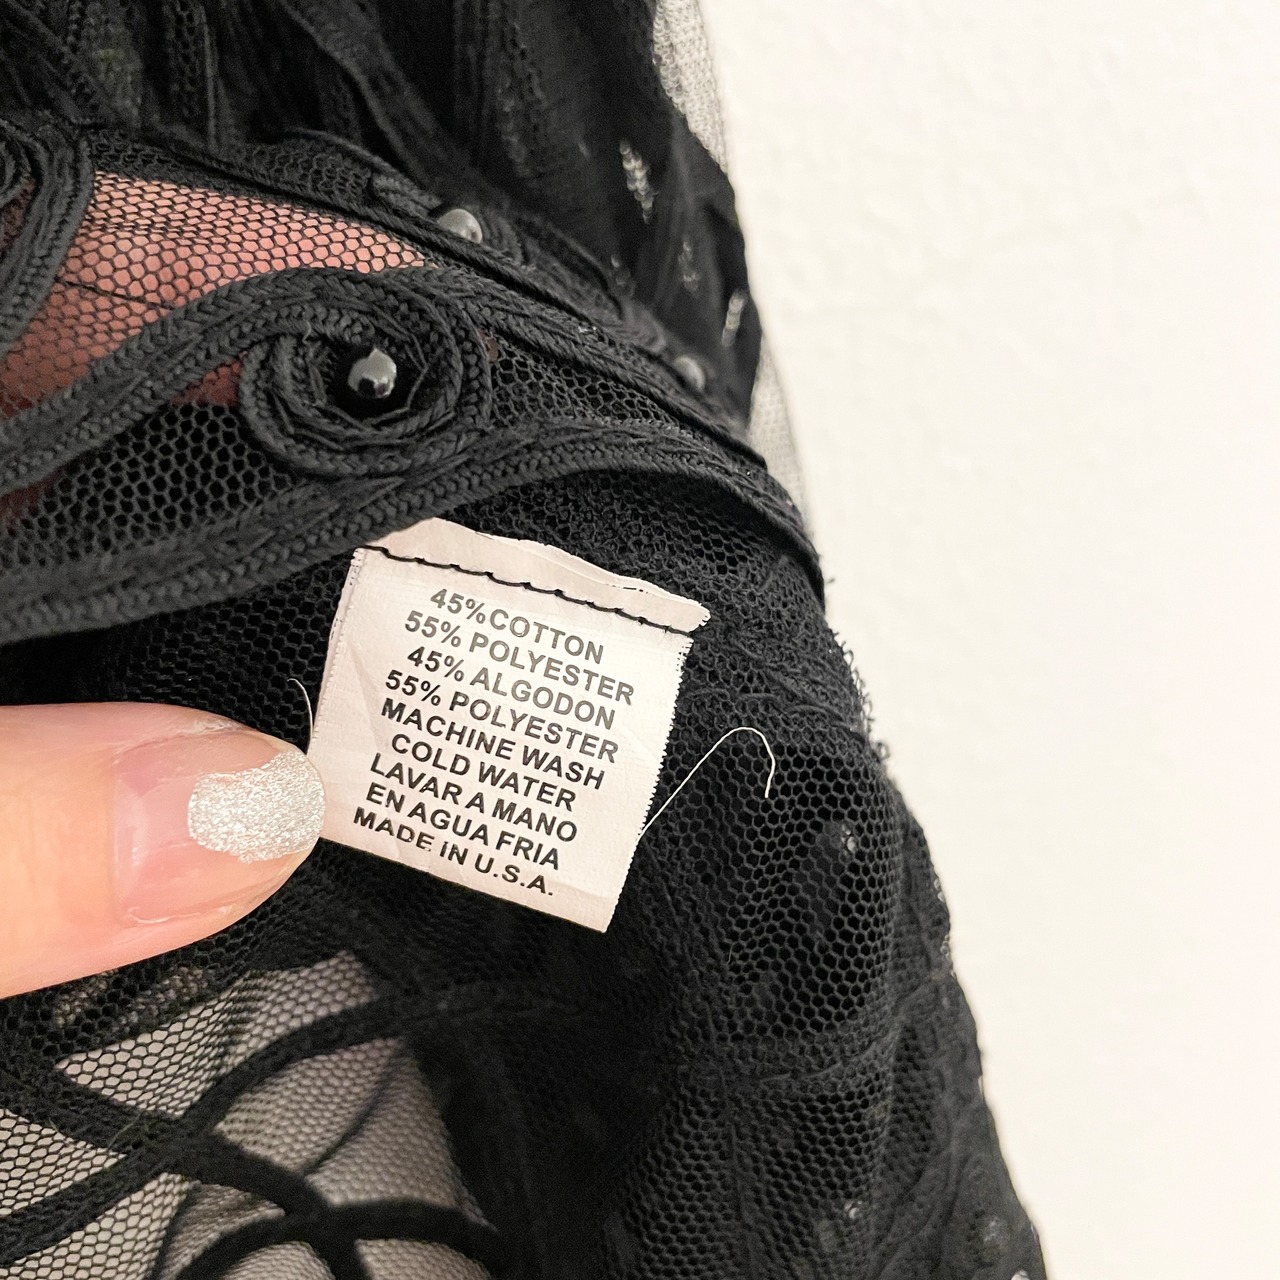 45%COTTON
55% POLYESTER
45% ALGODON
55% POLYESTER
MACHINE WASH
COLD WATER
LAVAR A MANO
EN AGUA FRIA
MADE iN U.S.A.